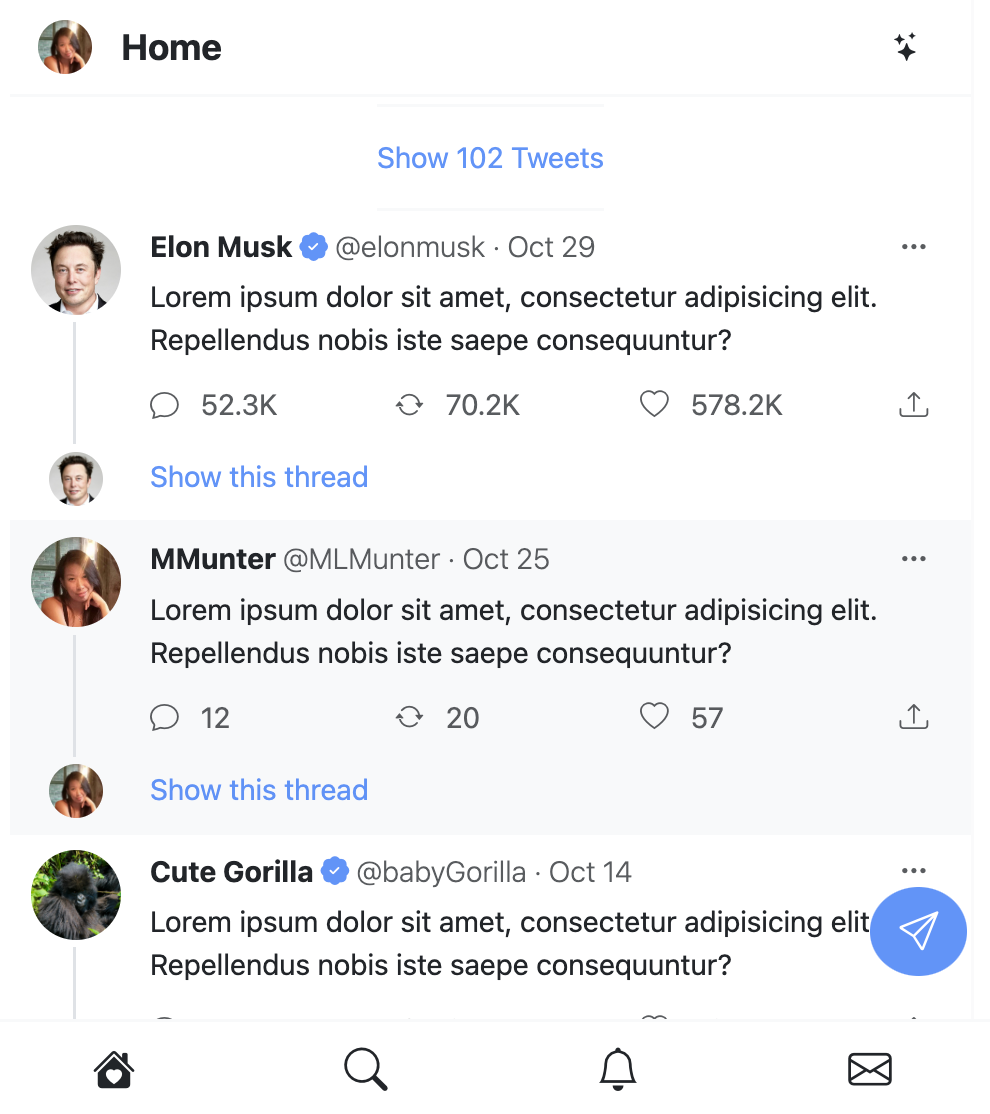 Home
Show 102 Tweets
Elon Musk @elonmusk · Oct 29
Lorem ipsum dolor sit amet, consectetur adipisicing elit.
Repellendus nobis iste saepe consequuntur?
52.3K 70.2K 578.2K
Show this thread
MMunter @MLMunter · Oct 25
Lorem ipsum dolor sit amet, consectetur adipisicing elit.
Repellendus nobis iste saepe consequuntur?
12 20 57
Show this thread
Cute Gorilla @babyGorilla · Oct 14
Lorem ipsum dolor sit amet, consectetur adipisicing elit
Repellendus nobis iste saepe consequuntur?